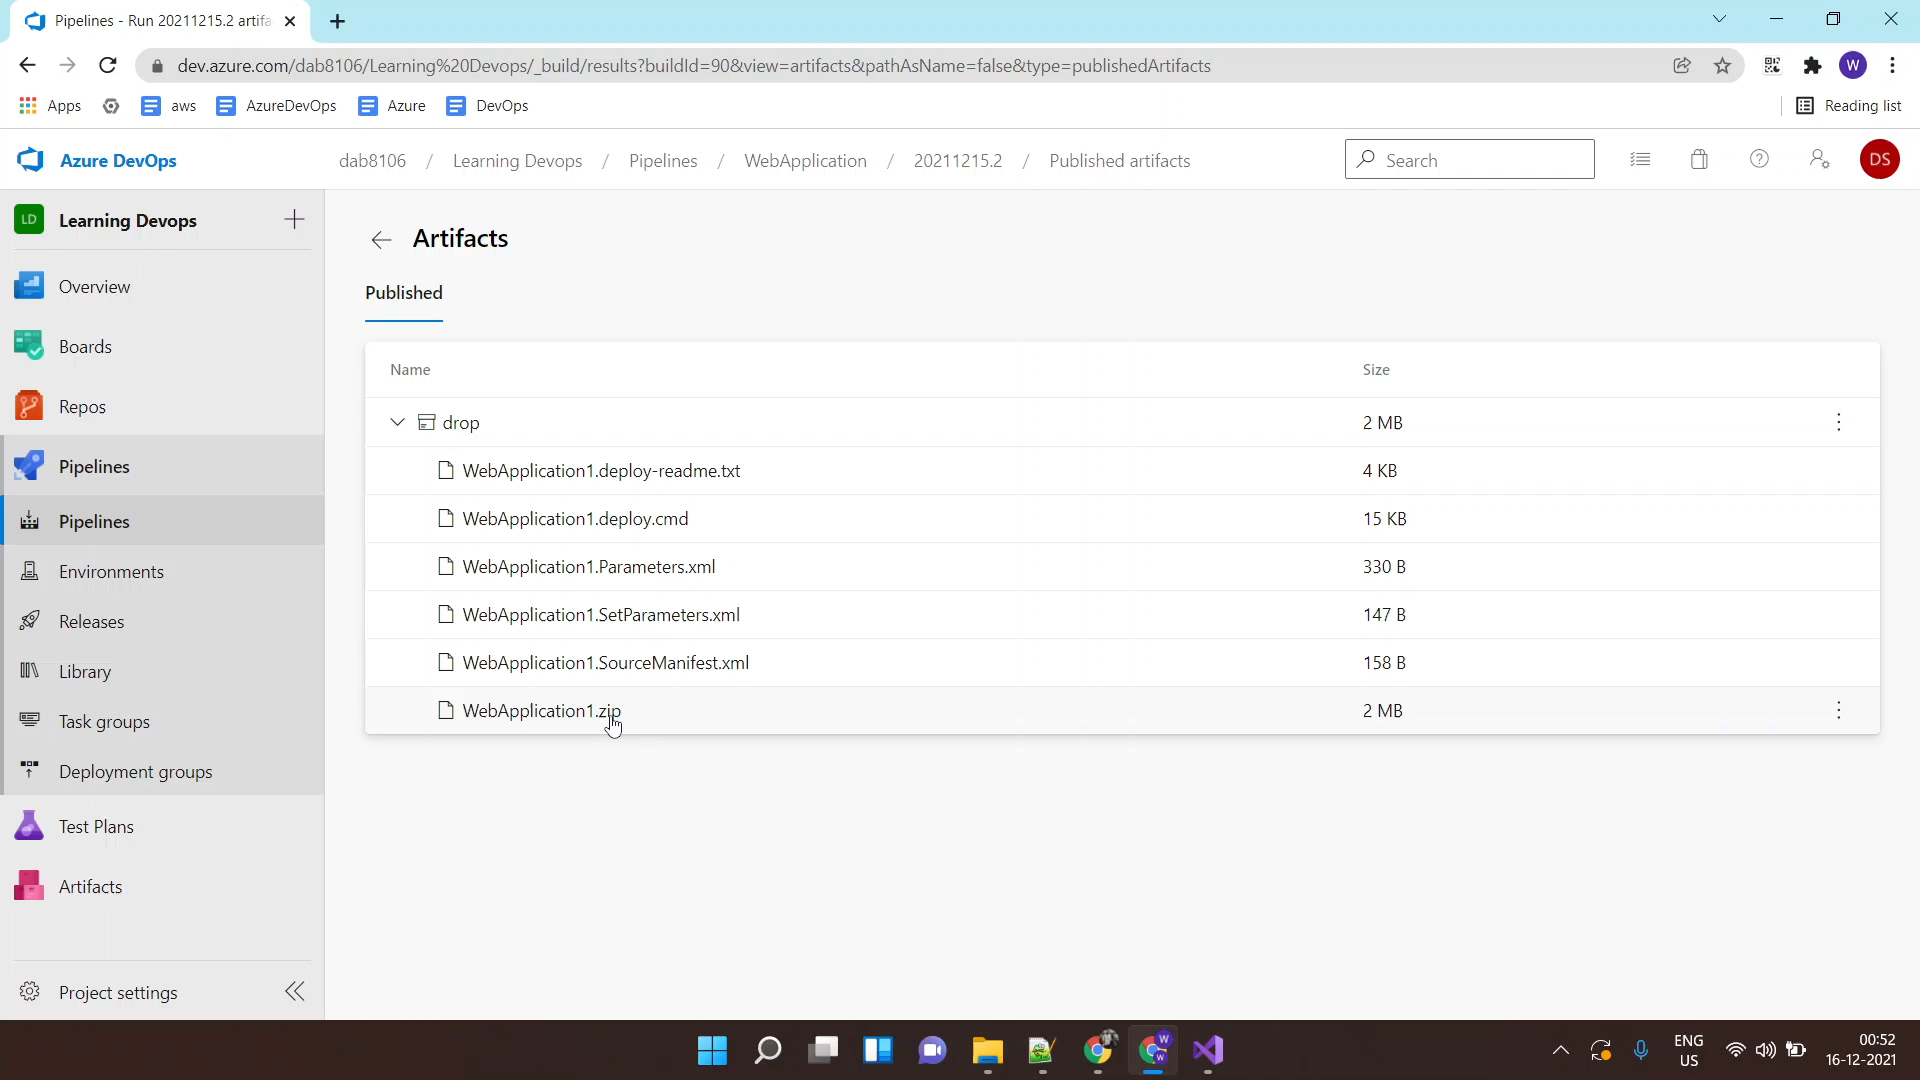 Pipelines - Run 20211215.2 artifa
dev.azure.com/dab8106/Learning%20Devops/_build/results?buildId=90&view=artifacts&pathAsName=false&type=publishedArtifacts
W
Apps aws AzureDevOps Azure DevOps Reading list
Azure DevOps
dab8106 / Learning Devops / Pipelines / WebApplication / 20211215.2 / Published artifacts
Search
DS
LD Learning Devops
Overview
Boards
Repos
Pipelines
Pipelines
Environments
Releases
Library
Task groups
Deployment groups
Test Plans
Artifacts
Project settings
Artifacts
Published
Name Size
drop 2 MB
WebApplication1.deploy-readme.txt 4 KB
WebApplication1.deploy.cmd 15 KB
WebApplication1.Parameters.xml 330 B
WebApplication1.SetParameters.xml 147 B
WebApplication1.SourceManifest.xml 158 B
WebApplication1.zip 2 MB
W
W
ENG
US
00:52
16-12-2021